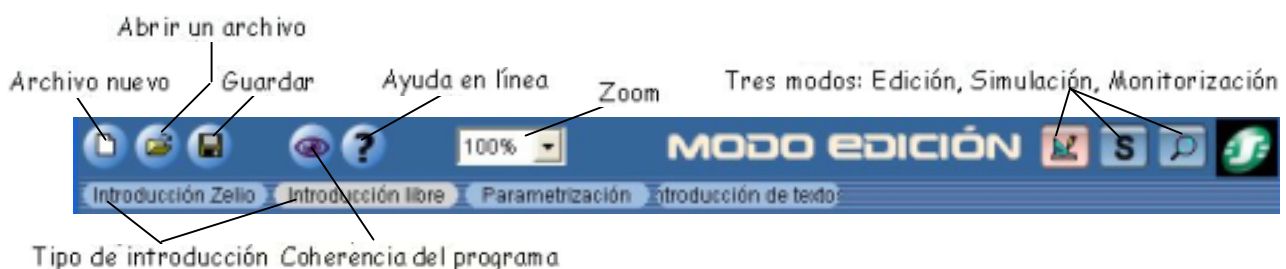 Abrir un archivo
Archivo nuevo Guardar Ayuda en línea Zoom Tres modos: Edición, Simulación, Monitorización
? 100% MODO EDICIÓN S
Introducción Zelio Introducción libre Parametrización ntroducción de texto
Tipo de introducción Coherencia del programa